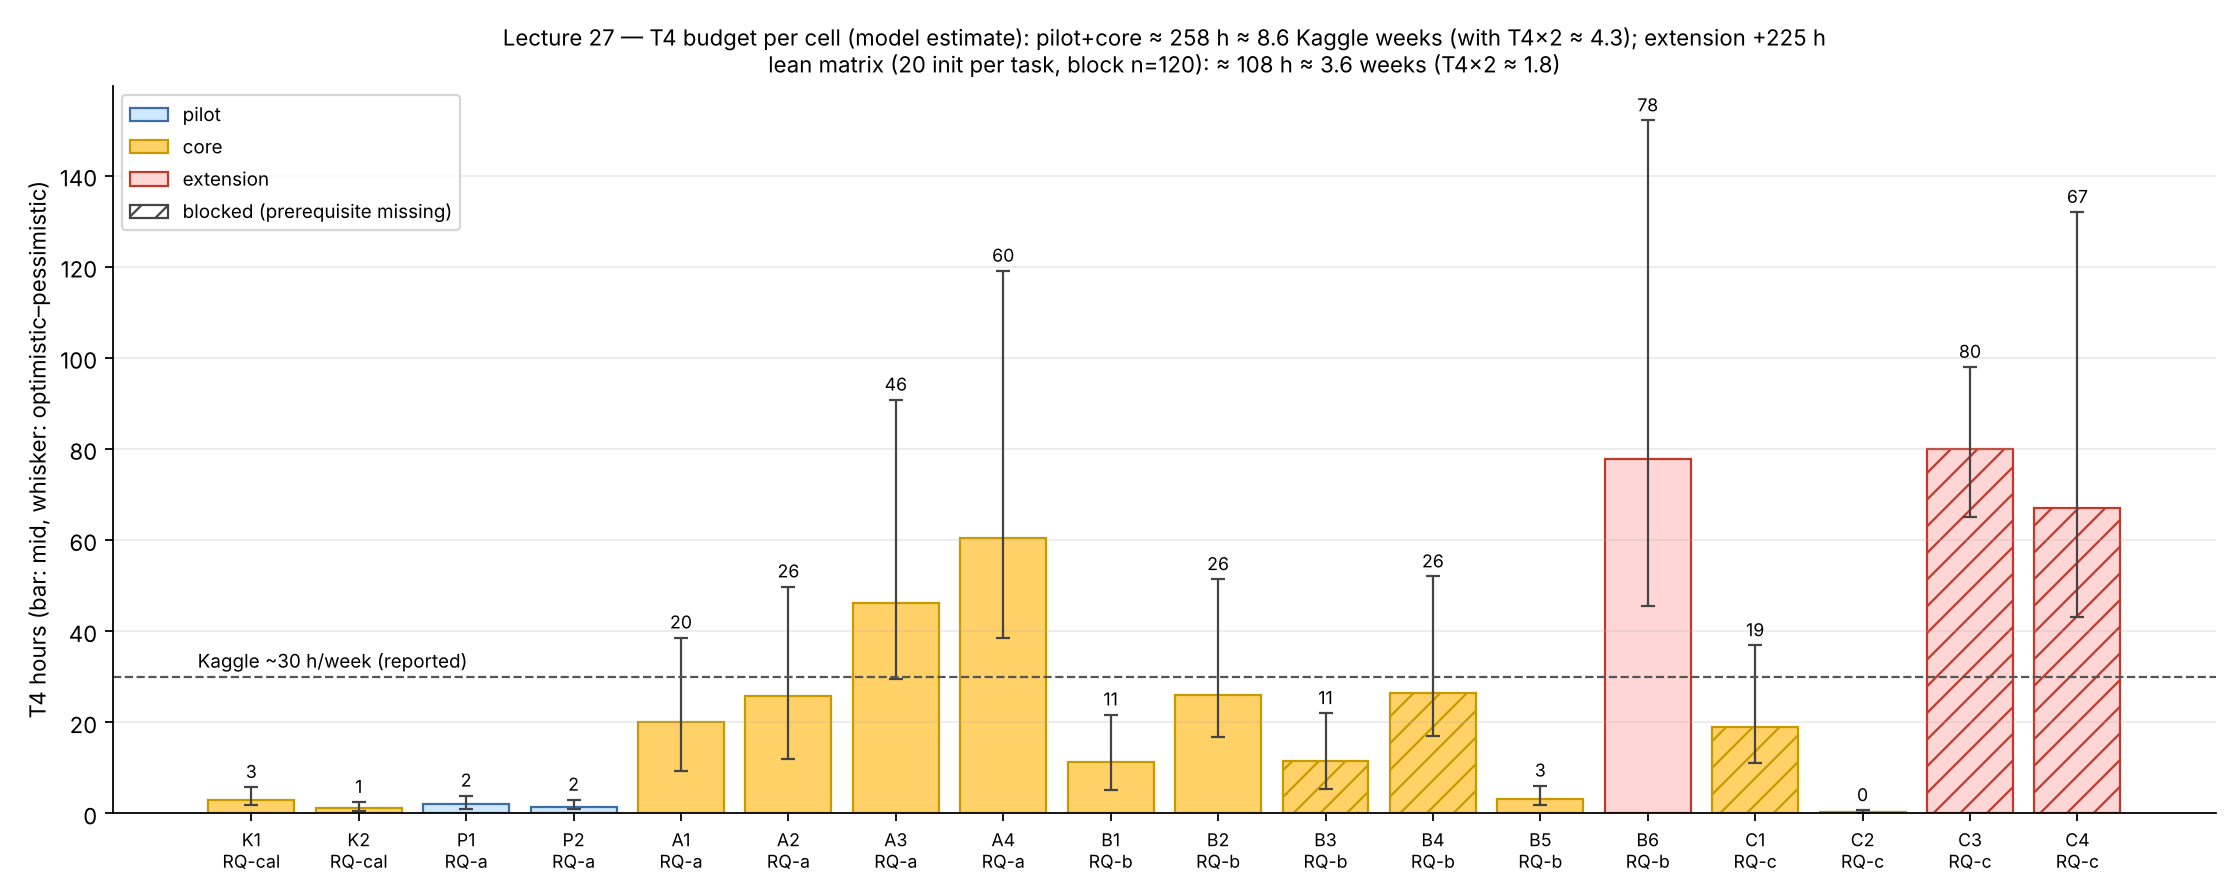 Lecture 27 — T4 budget per cell (model estimate): pilot+core ≈ 258 h ≈ 8.6 Kaggle weeks (with T4×2 ≈ 4.3); extension +225 h
lean matrix (20 init per task, block n=120): ≈ 108 h ≈ 3.6 weeks (T4×2 ≈ 1.8)
pilot
core
extension
blocked (prerequisite missing)
T4 hours (bar: mid, whisker: optimistic–pessimistic)
140
120
100
80
60
40
20
0
Kaggle ~30 h/week (reported)
3
1
2
2
20
26
46
60
11
26
11
26
3
78
19
0
80
67
K1
RQ-cal
K2
RQ-cal
P1
RQ-a
P2
RQ-a
A1
RQ-a
A2
RQ-a
A3
RQ-a
A4
RQ-a
B1
RQ-b
B2
RQ-b
B3
RQ-b
B4
RQ-b
B5
RQ-b
B6
RQ-b
C1
RQ-c
C2
RQ-c
C3
RQ-c
C4
RQ-c